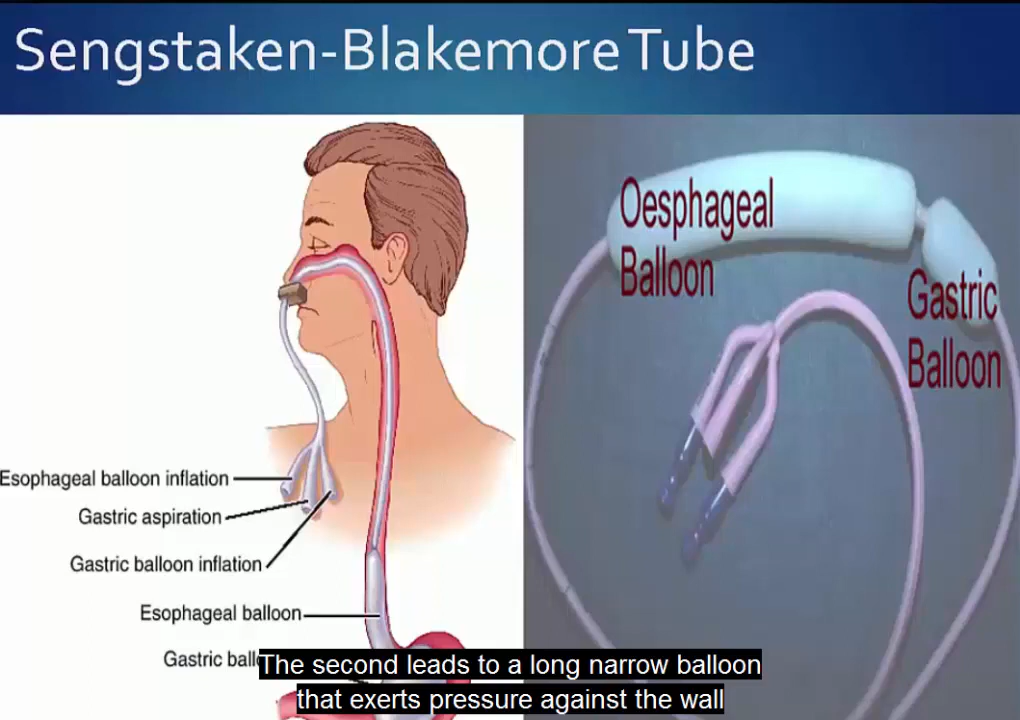 Sengstaken-Blakemore Tube
Oesphageal
Balloon
Gastric
Balloon
Esophageal balloon inflation
Gastric aspiration
Gastric balloon inflation
Esophageal balloon
Gastric
The second leads to a long narrow balloon
that exerts pressure against the wall